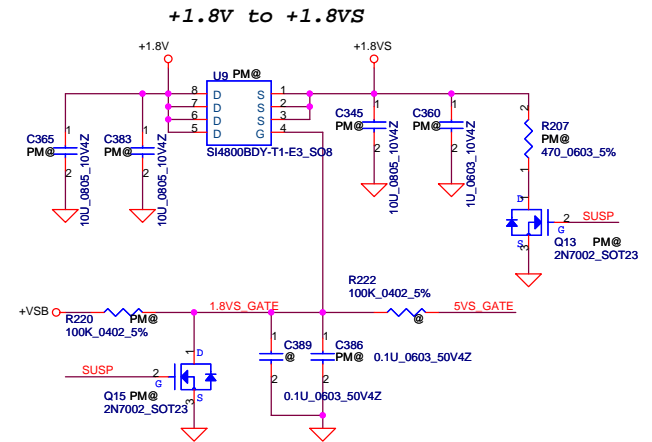 +1.8V to +1.8VS
+1.8V
+1.8VS
U9 PM@
8 D S 1
7 D S 2
6 D S 3
5 D G 4
SI4800BDY-T1-E3_SO8
C365
PM@
1
2
10U_0805_10V4Z
C383
PM@
1
2
10U_0805_10V4Z
C345
PM@
1
2
10U_0805_10V4Z
C360
PM@
1
2
1U_0603_10V4Z
2
R207
PM@
470_0603_5%
1
D
1
2
SUSP
G
S
3
Q13 PM@
2N7002_SOT23
+VSB
R220
PM@
100K_0402_5%
1.8VS_GATE
R222
100K_0402_5%
@
5VS_GATE
SUSP
2
G
1
D
S
3
Q15 PM@
2N7002_SOT23
C389
@
1
2
0.1U_0603_50V4Z
C386
PM@
1
2
0.1U_0603_50V4Z